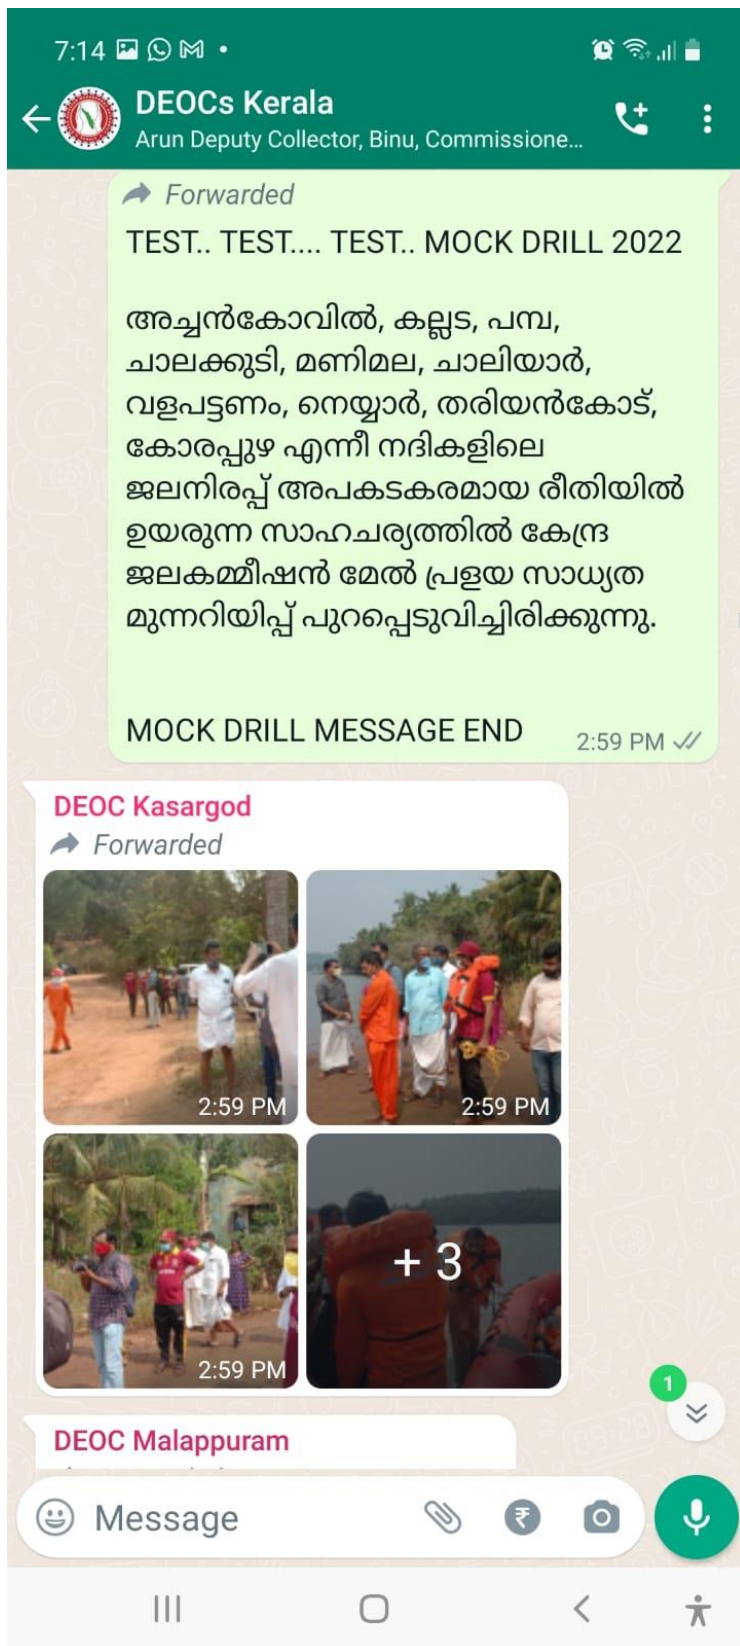 7:14
DEOCs Kerala
Arun Deputy Collector, Binu, Commissione...
Forwarded
TEST.. TEST.... TEST.. MOCK DRILL 2022
അച്ചൻകോവിൽ, കല്ലട, പമ്പ,
ചാലക്കുടി, മണിമല, ചാലിയാർ,
വളപട്ടണം, നെയ്യാർ, തരിയൻകോട്,
കോരപ്പുഴ എന്നീ നദികളിലെ
ജലനിരപ്പ് അപകടകരമായ രീതിയിൽ
ഉയരുന്ന സാഹചര്യത്തിൽ കേന്ദ്ര
ജലകമ്മീഷൻ മേൽ പ്രളയ സാധ്യത
മുന്നറിയിപ്പ് പുറപ്പെടുവിച്ചിരിക്കുന്നു.
MOCK DRILL MESSAGE END 2:59 PM
DEOC Kasargod
Forwarded
2:59 PM 2:59 PM
2:59 PM + 3
1
DEOC Malappuram
Message